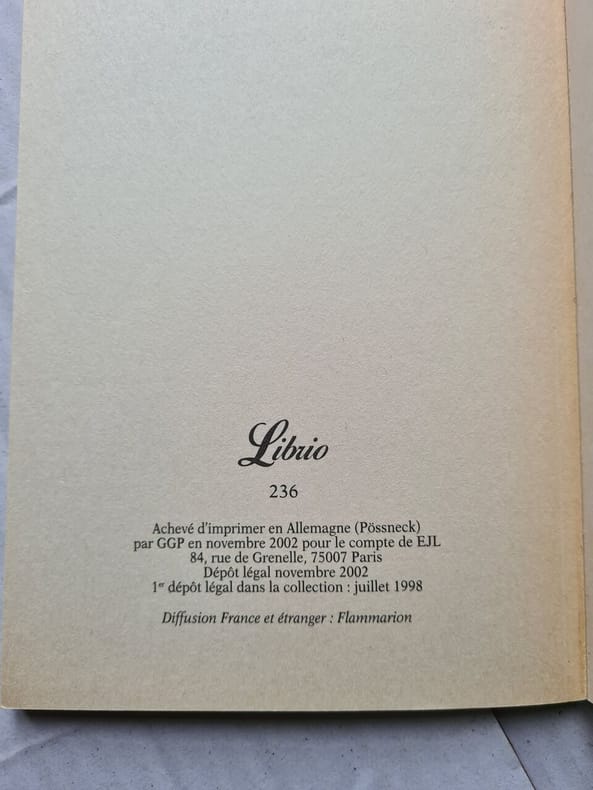 Librio
236
Achevé d'imprimer en Allemagne (Pössneck)
par GGP en novembre 2002 pour le compte de EJL
84, rue de Grenelle, 75007 Paris
Dépôt légal novembre 2002
1er dépôt légal dans la collection : juillet 1998
Diffusion France et étranger : Flammarion